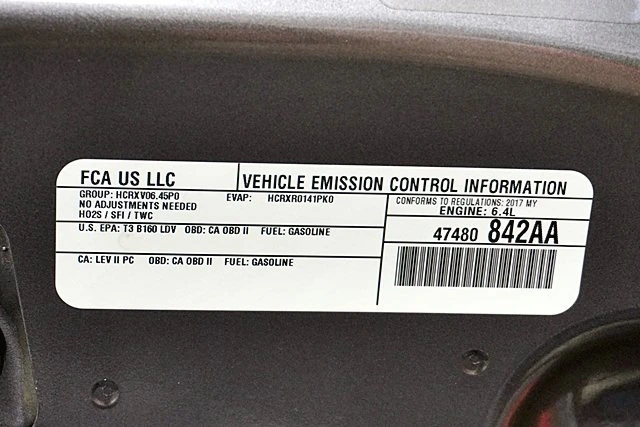 FCA US LLC
VEHICLE EMISSION CONTROL INFORMATION
GROUP: HCRXV06.45P0 EVAP: HCRXR0141PK0
NO ADJUSTMENTS NEEDED
HO2S / SFI / TWC
CONFORMS TO REGULATIONS: 2017 MY
ENGINE: 6.4L
U.S. EPA: T3 B160 LDV OBD: CA OBD II FUEL: GASOLINE
47480 842AA
CA: LEV II PC OBD: CA OBD II FUEL: GASOLINE